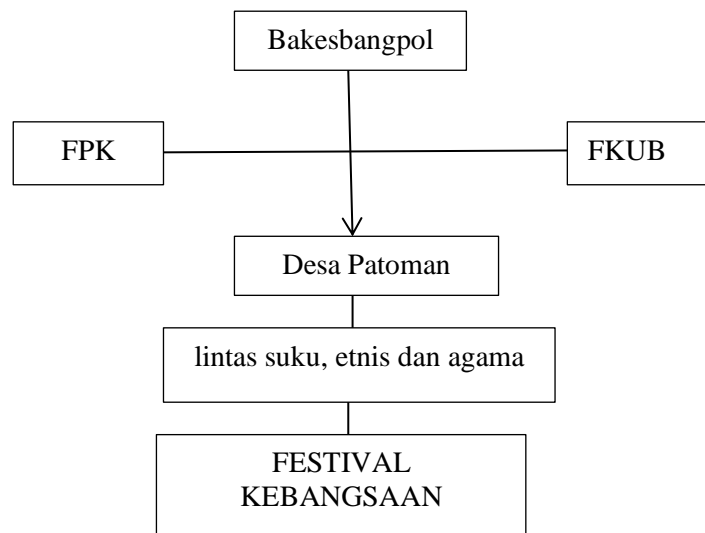 Bakesbangpol
FPK
FKUB
Desa Patoman
lintas suku, etnis dan agama
FESTIVAL
KEBANGSAAN